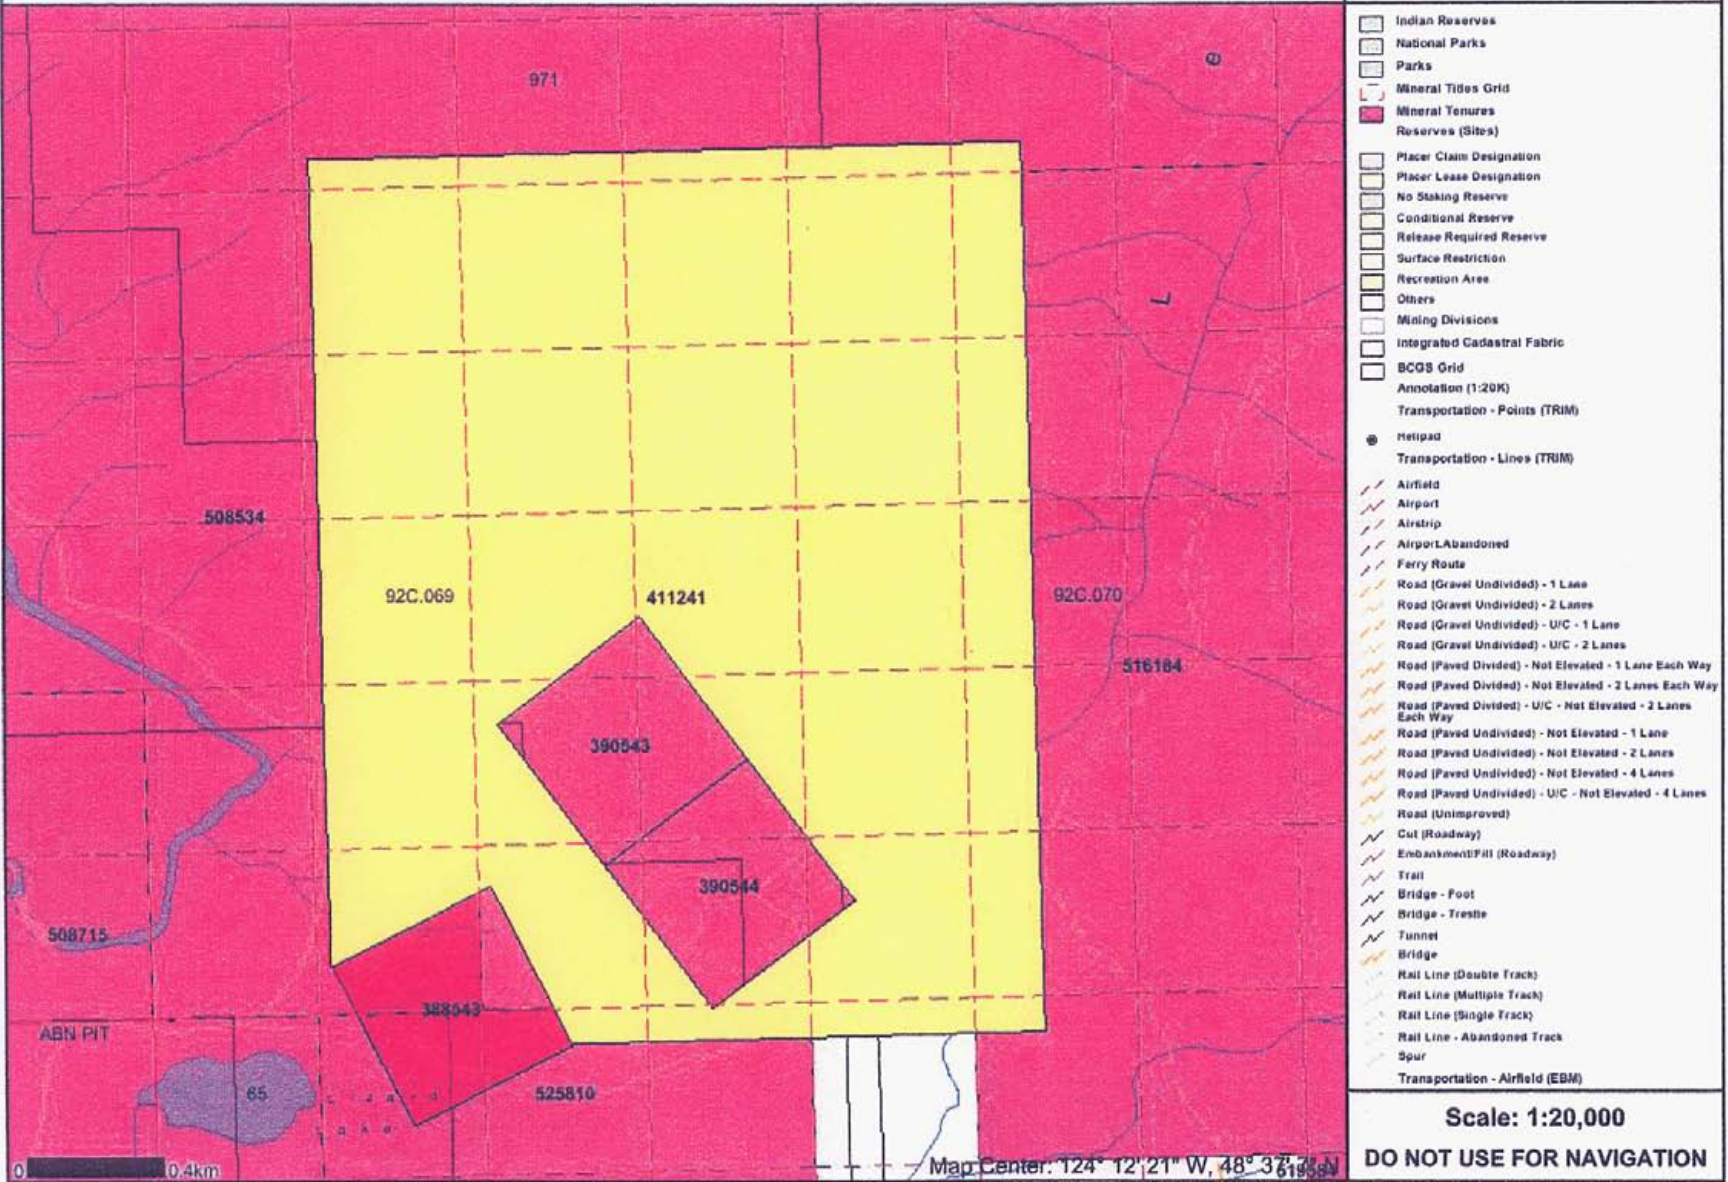 971
e
L
508534
92C.069
411241
92C.070
516184
390543
390544
508715
388543
ABN PIT
65
525810
0
0.4km
Map Center: 124° 12' 21" W, 48° 37'
Indian Reserves
National Parks
Parks
Mineral Titles Grid
Mineral Tenures
Reserves (Sites)
Placer Claim Designation
Placer Lease Designation
No Staking Reserve
Conditional Reserve
Release Required Reserve
Surface Restriction
Recreation Area
Others
Mining Divisions
Integrated Cadastral Fabric
BCGS Grid
Annotation (1:20K)
Transportation - Points (TRIM)
Helipad
Transportation - Lines (TRIM)
Airfield
Airport
Airstrip
Airport.Abandoned
Ferry Route
Road (Gravel Undivided) - 1 Lane
Road (Gravel Undivided) - 2 Lanes
Road (Gravel Undivided) - U/C - 1 Lane
Road (Gravel Undivided) - U/C - 2 Lanes
Road (Paved Divided) - Not Elevated - 1 Lane Each Way
Road (Paved Divided) - Not Elevated - 2 Lanes Each Way
Road (Paved Divided) - U/C - Not Elevated - 2 Lanes
Each Way
Road (Paved Undivided) - Not Elevated - 1 Lane
Road (Paved Undivided) - Not Elevated - 2 Lanes
Road (Paved Undivided) - Not Elevated - 4 Lanes
Road (Paved Undivided) - U/C - Not Elevated - 4 Lanes
Road (Unimproved)
Cut (Roadway)
Embankment/Fill (Roadway)
Trail
Bridge - Foot
Bridge - Trestle
Tunnel
Bridge
Rail Line (Double Track)
Rail Line (Multiple Track)
Rail Line (Single Track)
Rail Line - Abandoned Track
Spur
Transportation - Airfield (EBM)
Scale: 1:20,000
DO NOT USE FOR NAVIGATION